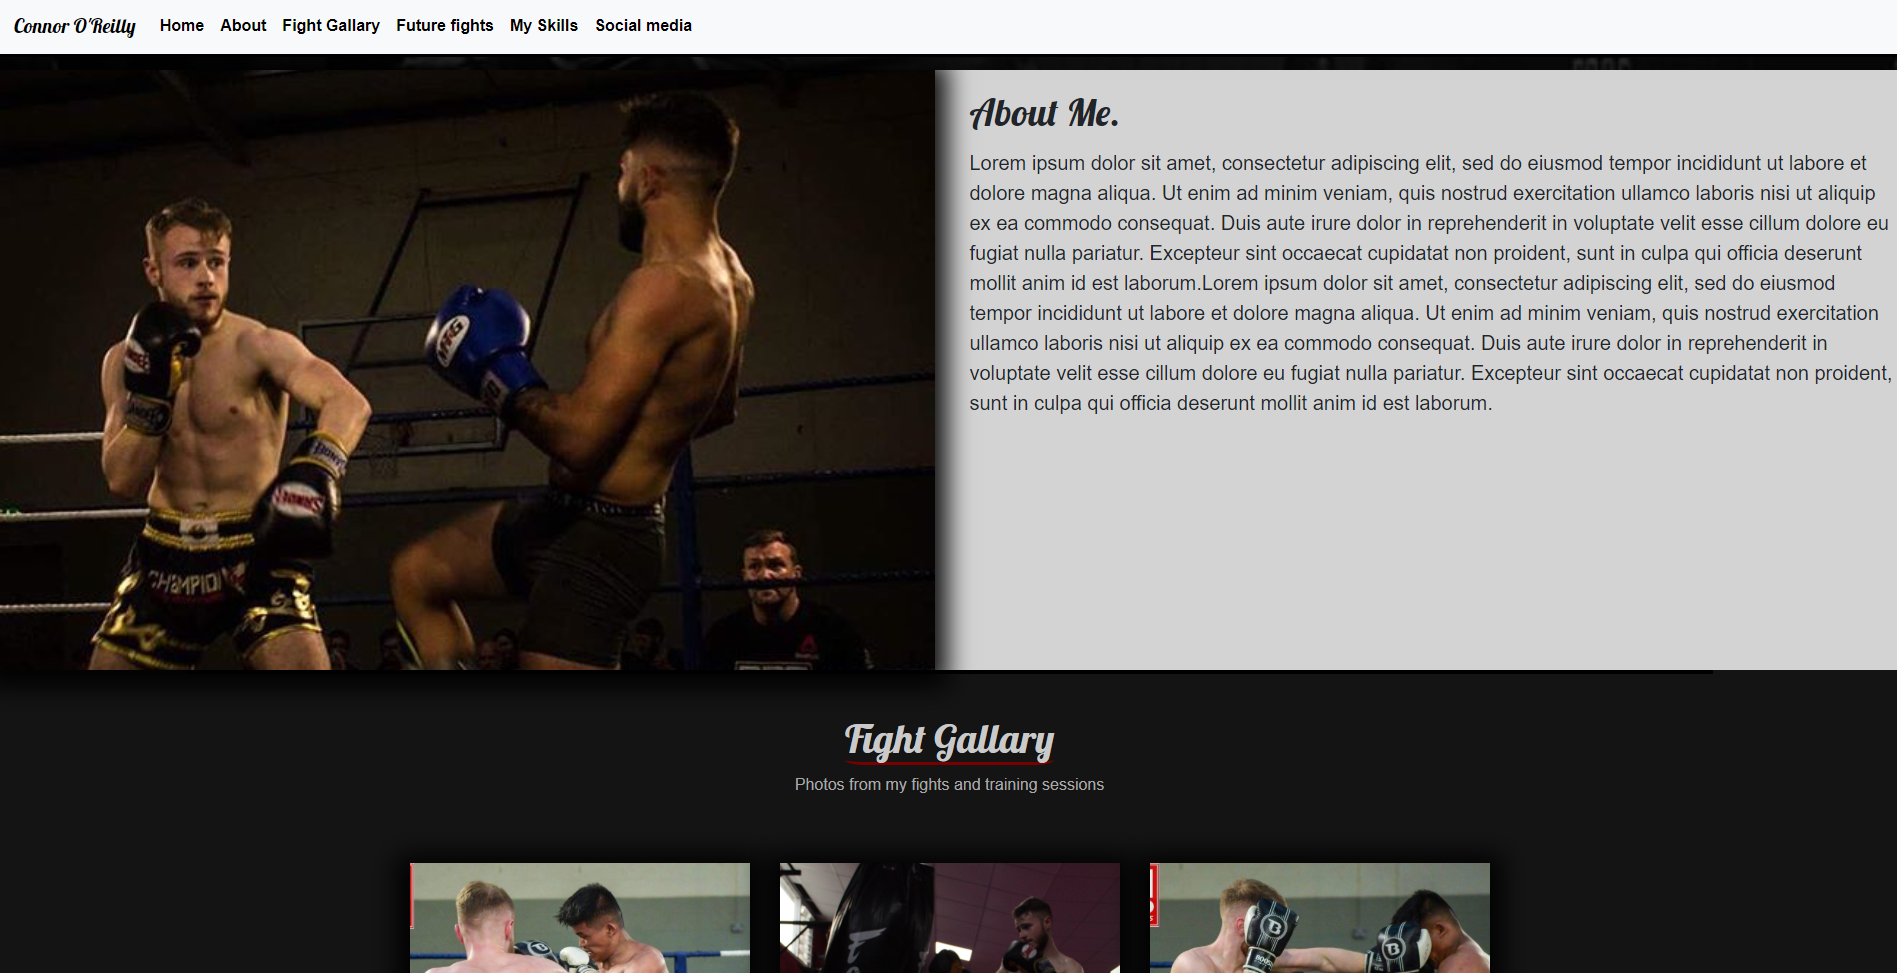 Connor O'Reilly Home About Fight Gallary Future fights My Skills Social media
About Me.
Lorem ipsum dolor sit amet, consectetur adipiscing elit, sed do eiusmod tempor incididunt ut labore et
dolore magna aliqua. Ut enim ad minim veniam, quis nostrud exercitation ullamco laboris nisi ut aliquip
ex ea commodo consequat. Duis aute irure dolor in reprehenderit in voluptate velit esse cillum dolore eu
fugiat nulla pariatur. Excepteur sint occaecat cupidatat non proident, sunt in culpa qui officia deserunt
mollit anim id est laborum.Lorem ipsum dolor sit amet, consectetur adipiscing elit, sed do eiusmod
tempor incididunt ut labore et dolore magna aliqua. Ut enim ad minim veniam, quis nostrud exercitation
ullamco laboris nisi ut aliquip ex ea commodo consequat. Duis aute irure dolor in reprehenderit in
voluptate velit esse cillum dolore eu fugiat nulla pariatur. Excepteur sint occaecat cupidatat non proident,
sunt in culpa qui officia deserunt mollit anim id est laborum.
CHAMPION
Fight Gallary
Photos from my fights and training sessions